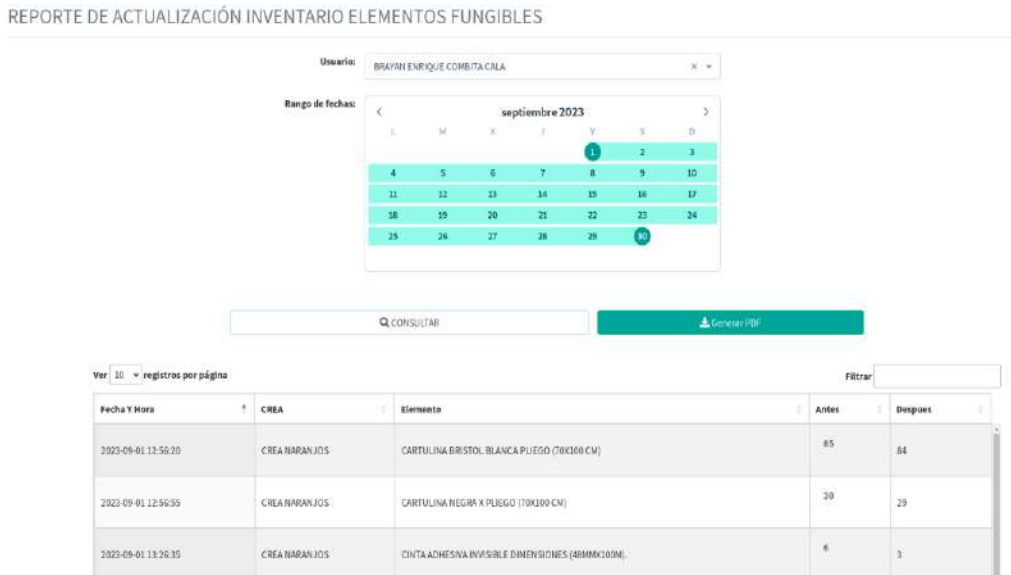 REPORTE DE ACTUALIZACIÓN INVENTARIO ELEMENTOS FUNGIBLES
Usuario: BRAYAN ENRIQUE COMBITA CALA
Rango de fechas:
septiembre 2023
L M X J V S D
1 2 3
4 5 6 7 8 9 10
11 12 13 14 15 16 17
18 19 20 21 22 23 24
25 26 27 28 29 30
CONSULTAR Generar PDF
Ver 10 registros por página Filtrar
Fecha Y Hora CREA Elemento Antes Despues
2023-09-01 12:56:20 CREA NARANJOS CARTULINA BRISTOL BLANCA PLIEGO (70X100 CM) 85 84
2023-09-01 12:56:55 CREA NARANJOS CARTULINA NEGRA X PLIEGO (70X100 CM) 30 29
2023-09-01 13:26:35 CREA NARANJOS CINTA ADHESIVA INVISIBLE DIMENSIONES (48MMX100M). 6 3